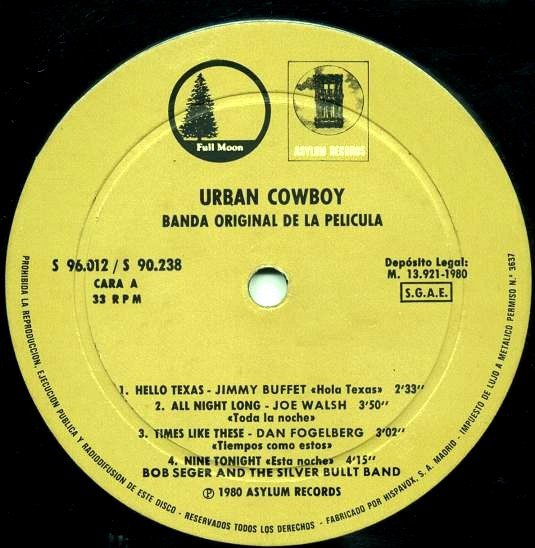 Full Moon
ASYLUM RECORDS
URBAN COWBOY
BANDA ORIGINAL DE LA PELICULA
S 96.012 / S 90.238
CARA A
33 RPM
Depósito Legal:
M. 13.921-1980
S.G.A.E.
1. HELLO TEXAS - JIMMY BUFFET «Hola Texas» 2'33''
2. ALL NIGHT LONG - JOE WALSH 3'50''
«Toda la noche»
3. TIMES LIKE THESE - DAN FOGELBERG 3'02''
«Tiempos como estos»
4. NINE TONIGHT «Esta noche» 4'15''
BOB SEGER AND THE SILVER BULLT BAND
Ⓟ 1980 ASYLUM RECORDS
PROHIBIDA LA REPRODUCCION, EJECUCION PUBLICA Y RADIODIFUSION DE ESTE DISCO - RESERVADOS TODOS LOS DERECHOS - FABRICADO POR HISPAVOX, S. A. MADRID - IMPUESTO DE LUJO A METALICO PERMISO N.º 3637